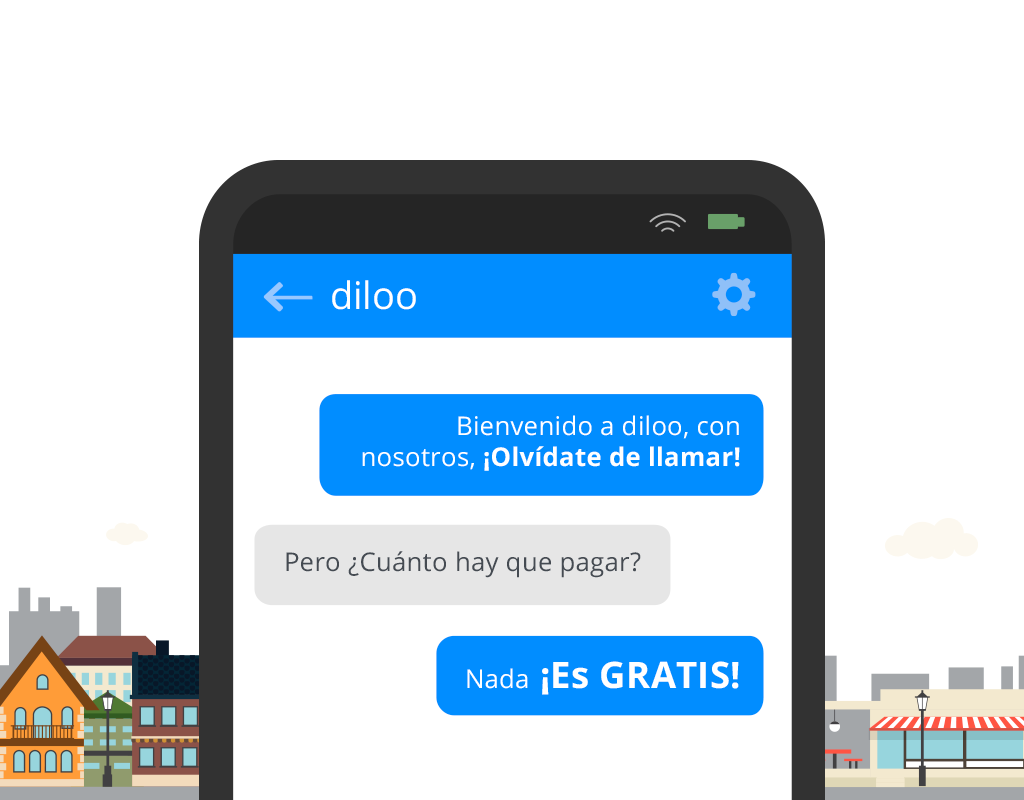 diloo
Bienvenido a diloo, con
nosotros, ¡Olvídate de llamar!
Pero ¿Cuánto hay que pagar?
Nada ¡Es GRATIS!